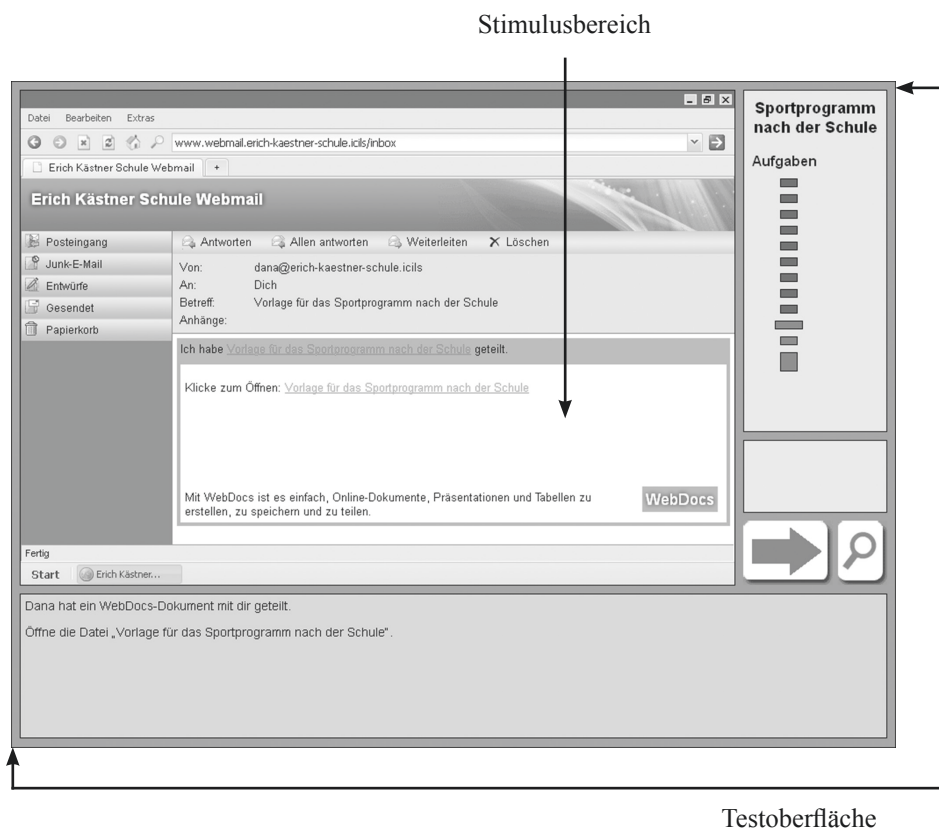 Stimulusbereich
Sportprogramm
nach der Schule
Aufgaben
Datei Bearbeiten Extras
www.webmail.erich-kaestner-schule.icils/inbox
Erich Kästner Schule Webmail +
Erich Kästner Schule Webmail
Posteingang
Junk-E-Mail
Entwürfe
Gesendet
Papierkorb
Antworten Allen antworten Weiterleiten X Löschen
Von: dana@erich-kaestner-schule.icils
An: Dich
Betreff: Vorlage für das Sportprogramm nach der Schule
Anhänge:
Ich habe Vorlage für das Sportprogramm nach der Schule geteilt.
Klicke zum Öffnen: Vorlage für das Sportprogramm nach der Schule
Mit WebDocs ist es einfach, Online-Dokumente, Präsentationen und Tabellen zu
erstellen, zu speichern und zu teilen.
WebDocs
Fertig
Start Erich Kästner...
Dana hat ein WebDocs-Dokument mit dir geteilt.
Öffne die Datei „Vorlage für das Sportprogramm nach der Schule".
Testoberfläche